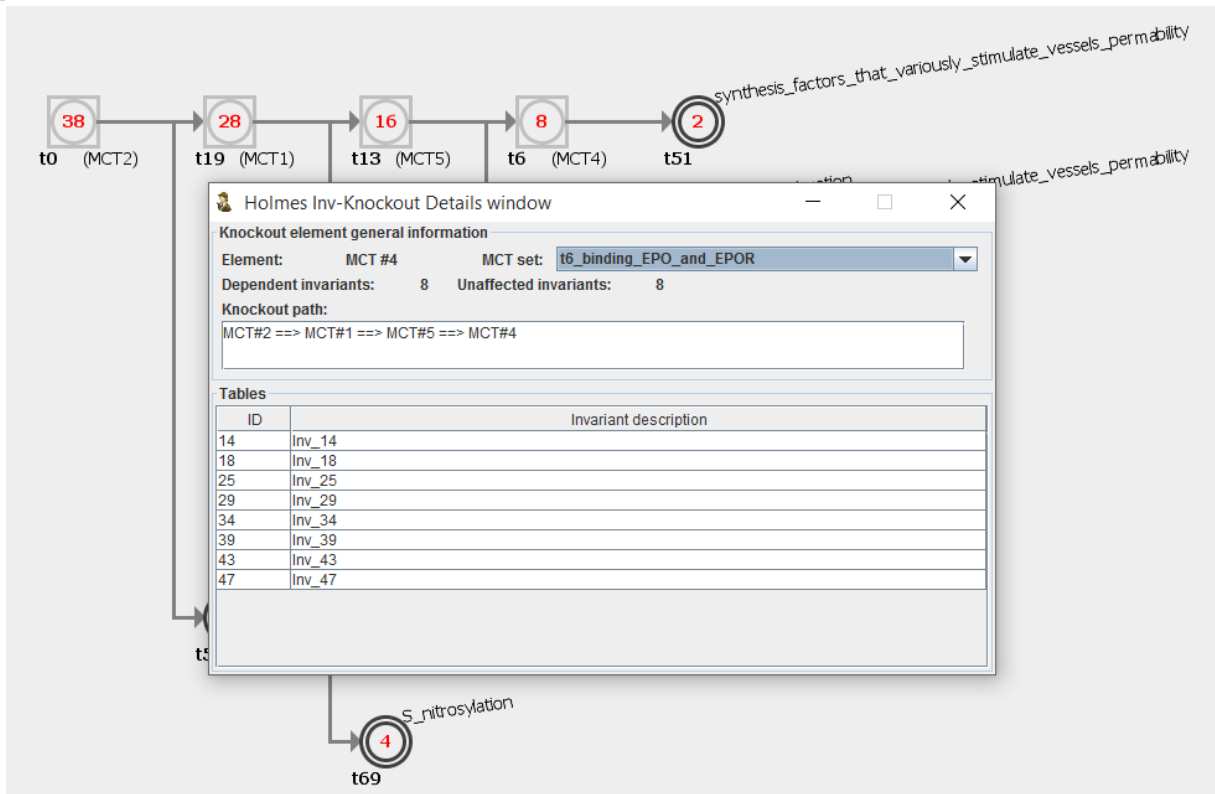 synthesis_factors_that_variously_stimulate_vessels_permability
38 28 16 8 2
t0 (MCT2) t19 (MCT1) t13 (MCT5) t6 (MCT4) t51
stimulate_vessels_permability
Holmes Inv-Knockout Details window
Knockout element general information
Element: MCT #4 MCT set: t6_binding_EPO_and_EPOR
Dependent invariants: 8 Unaffected invariants: 8
Knockout path:
MCT#2 ==> MCT#1 ==> MCT#5 ==> MCT#4
Tables
ID Invariant description
14 Inv_14
18 Inv_18
25 Inv_25
29 Inv_29
34 Inv_34
39 Inv_39
43 Inv_43
47 Inv_47
S_nitrosylation
4
t69